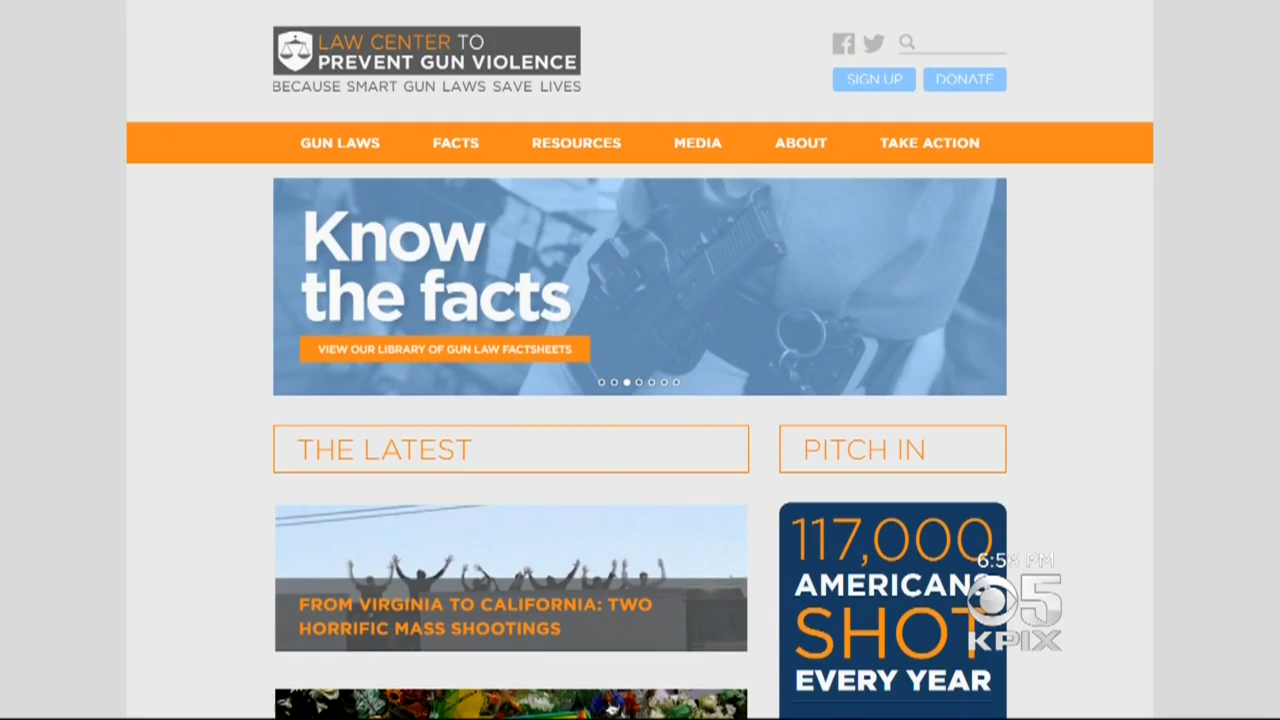 LAW CENTER TO
PREVENT GUN VIOLENCE
BECAUSE SMART GUN LAWS SAVE LIVES
SIGN UP
DONATE
GUN LAWS
FACTS
RESOURCES
MEDIA
ABOUT
TAKE ACTION
Know
the facts
VIEW OUR LIBRARY OF GUN LAW FACTSHEETS
THE LATEST
PITCH IN
FROM VIRGINIA TO CALIFORNIA: TWO
HORRIFIC MASS SHOOTINGS
117,000
AMERICANS
SHOT
EVERY YEAR
6:56 PM
5
KPIX